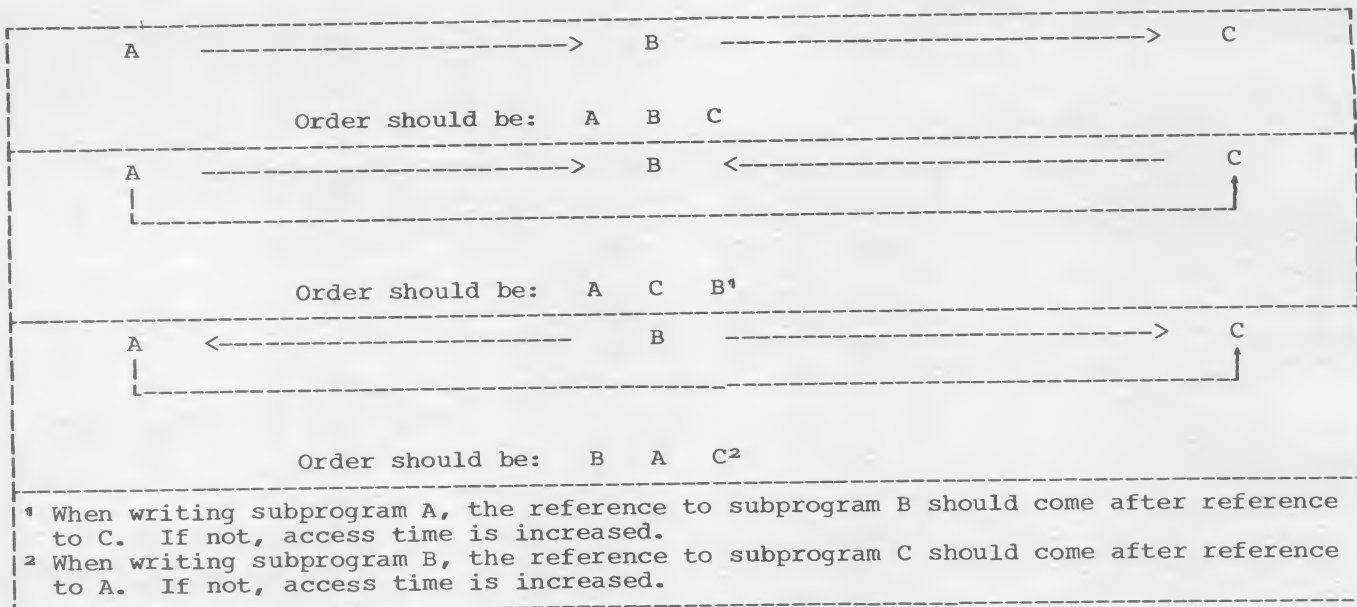 A --------------------> B ----------------------> C
Order should be: A B C
A --------------------> B <---------------------- C
Order should be: A C B¹
A <-------------------- B ----------------------> C
Order should be: B A C²
¹ When writing subprogram A, the reference to subprogram B should come after reference
to C. If not, access time is increased.
² When writing subprogram B, the reference to subprogram C should come after reference
to A. If not, access time is increased.